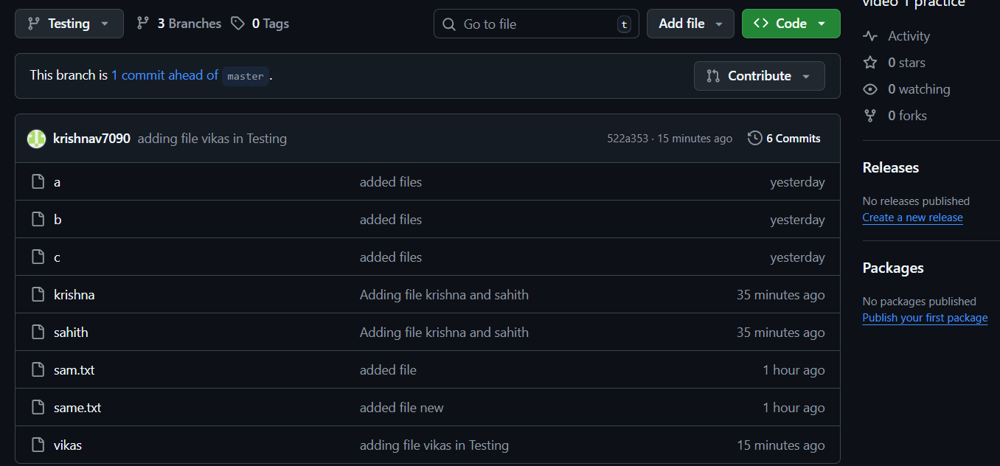 Testing 3 Branches 0 Tags Go to file t Add file Code
This branch is 1 commit ahead of master .
Contribute
krishnav7090 adding file vikas in Testing 522a353 · 15 minutes ago 6 Commits
a added files yesterday
b added files yesterday
c added files yesterday
krishna Adding file krishna and sahith 35 minutes ago
sahith Adding file krishna and sahith 35 minutes ago
sam.txt added file 1 hour ago
same.txt added file new 1 hour ago
vikas adding file vikas in Testing 15 minutes ago
video 1 practice
Activity
0 stars
0 watching
0 forks
Releases
No releases published
Create a new release
Packages
No packages published
Publish your first package